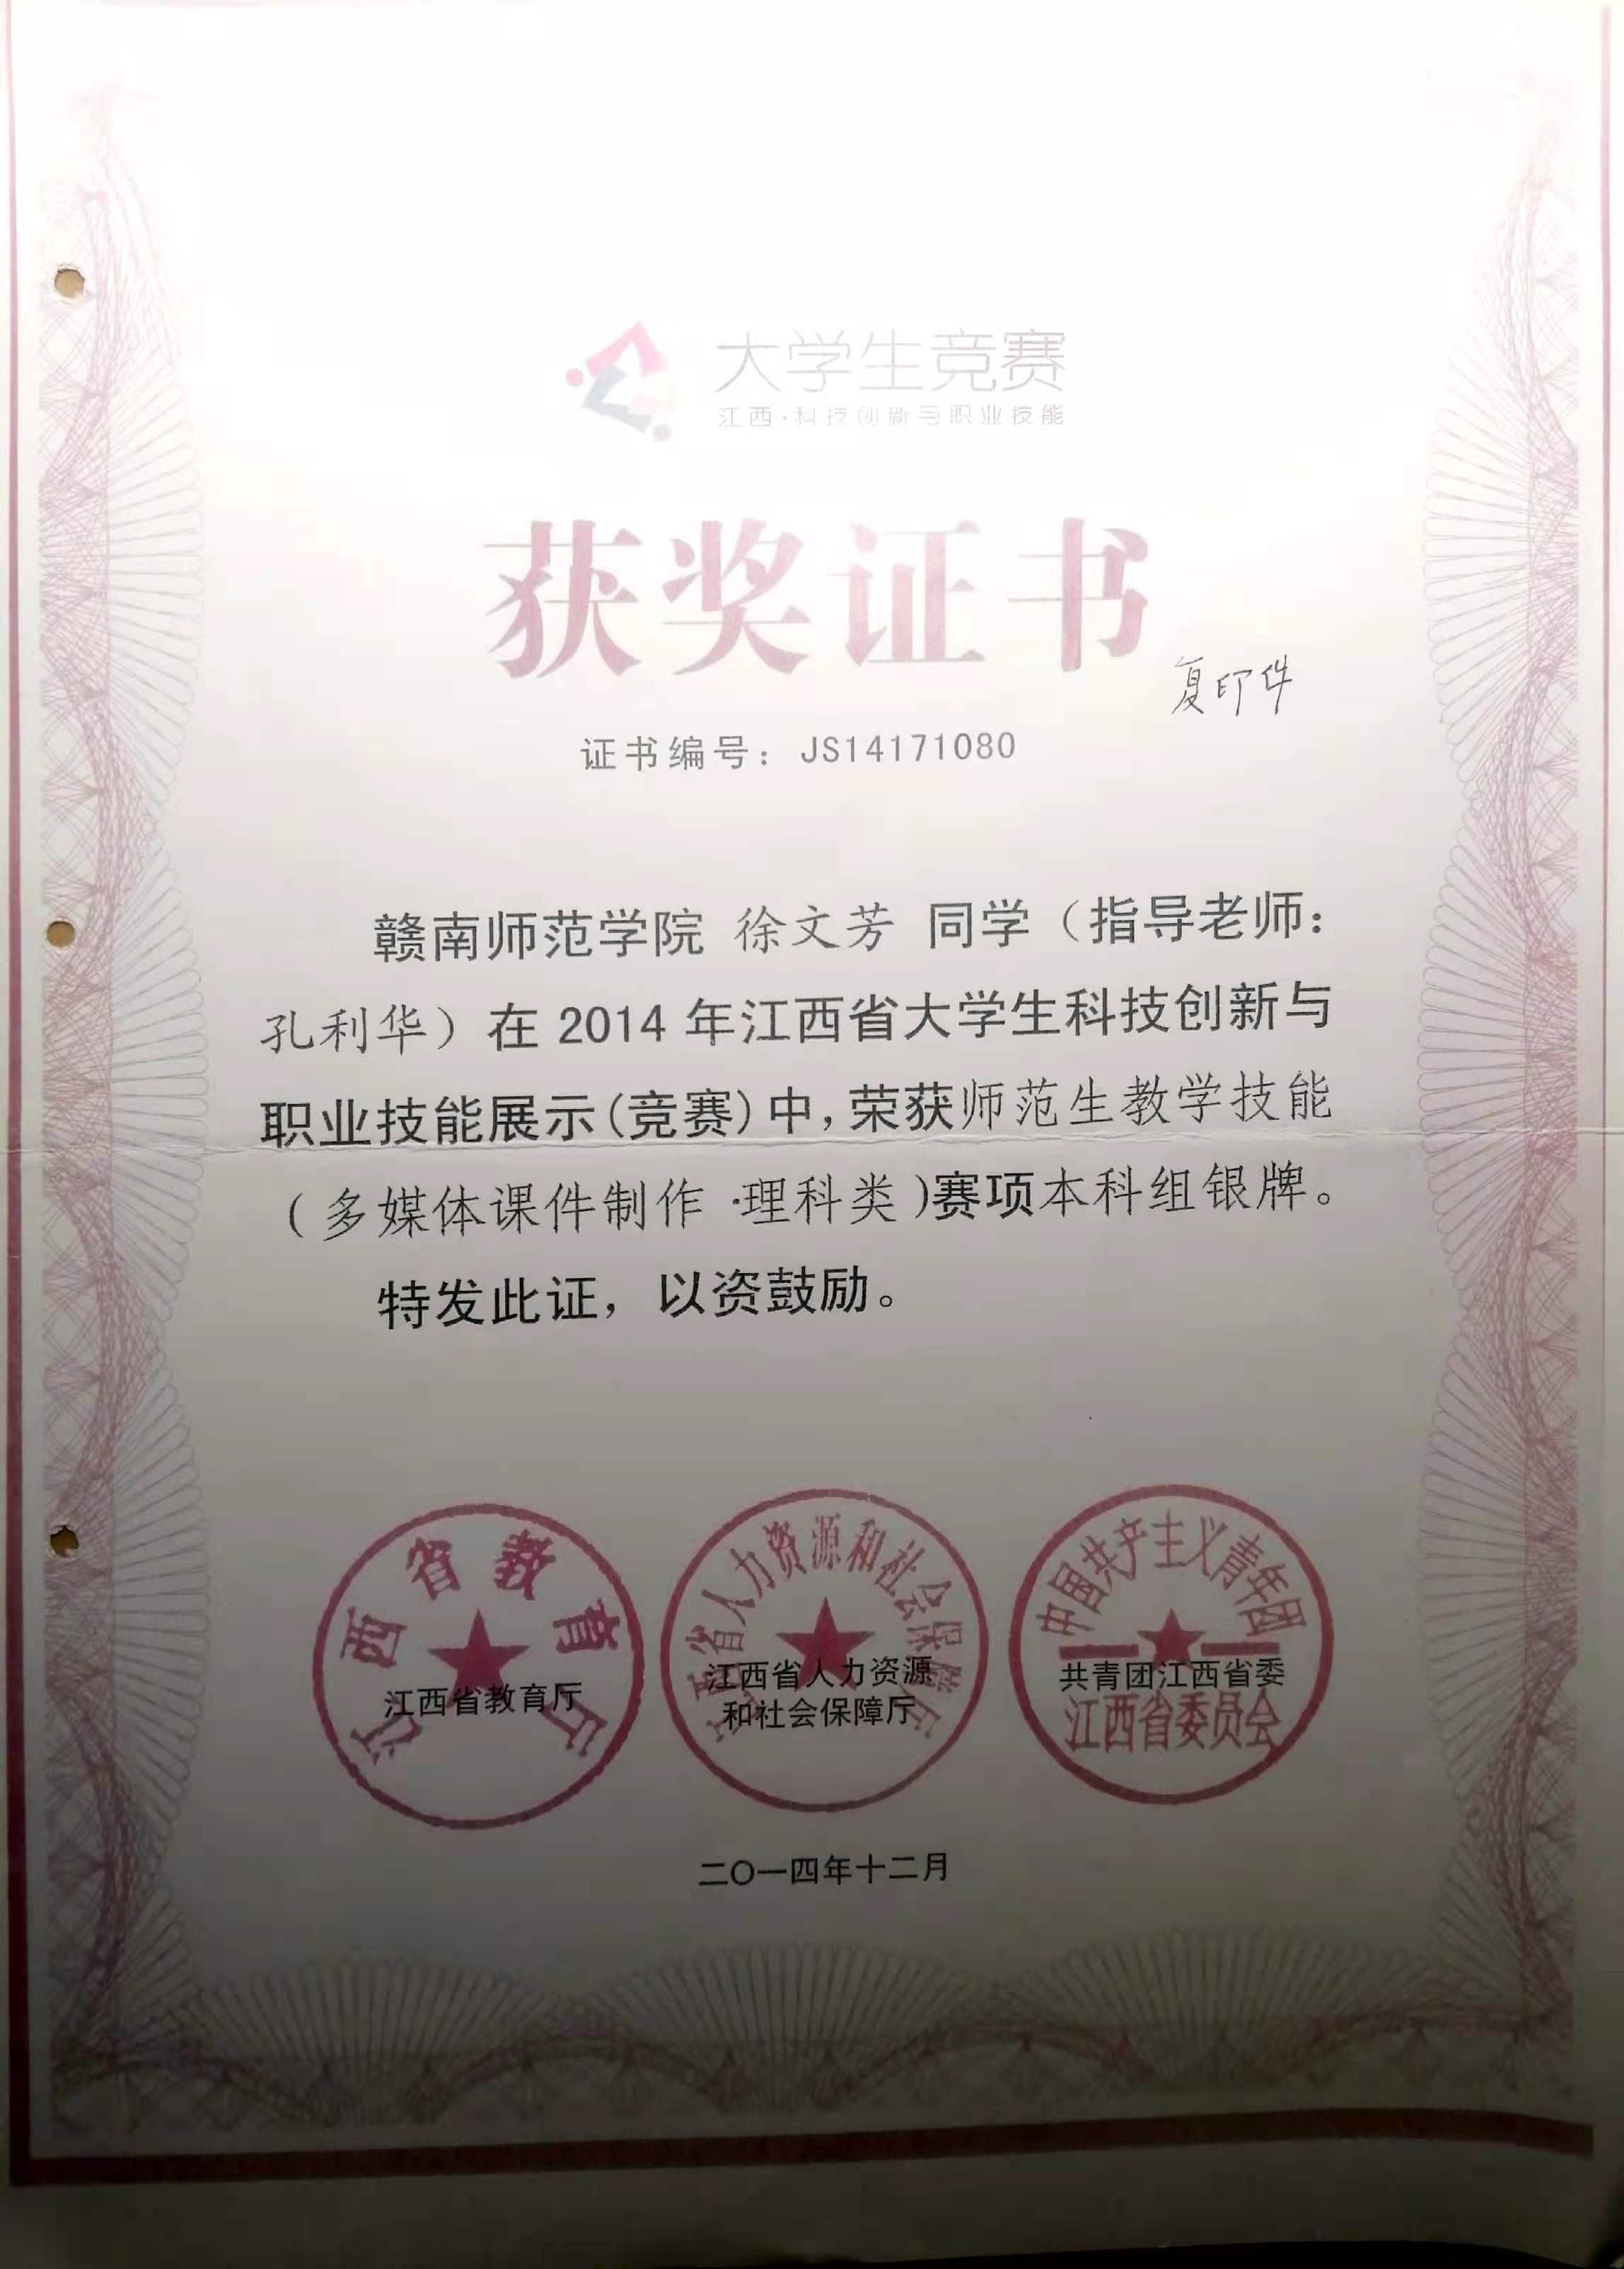 大学生竞赛
江西·科技创新与职业技能
获奖证书
复印件
证书编号：JS14171080
赣南师范学院 徐文芳 同学（指导老师：
孔利华）在 2014 年江西省大学生科技创新与
职业技能展示(竞赛)中,荣获师范生教学技能
（多媒体课件制作·理科类)赛项本科组银牌。
特发此证，以资鼓励。
江西省教育厅
江西省教育厅
江西省人力资源和社会保障厅
江西省人力资源
和社会保障厅
中国共产主义青年团
共青团江西省委
江西省委员会
二〇一四年十二月